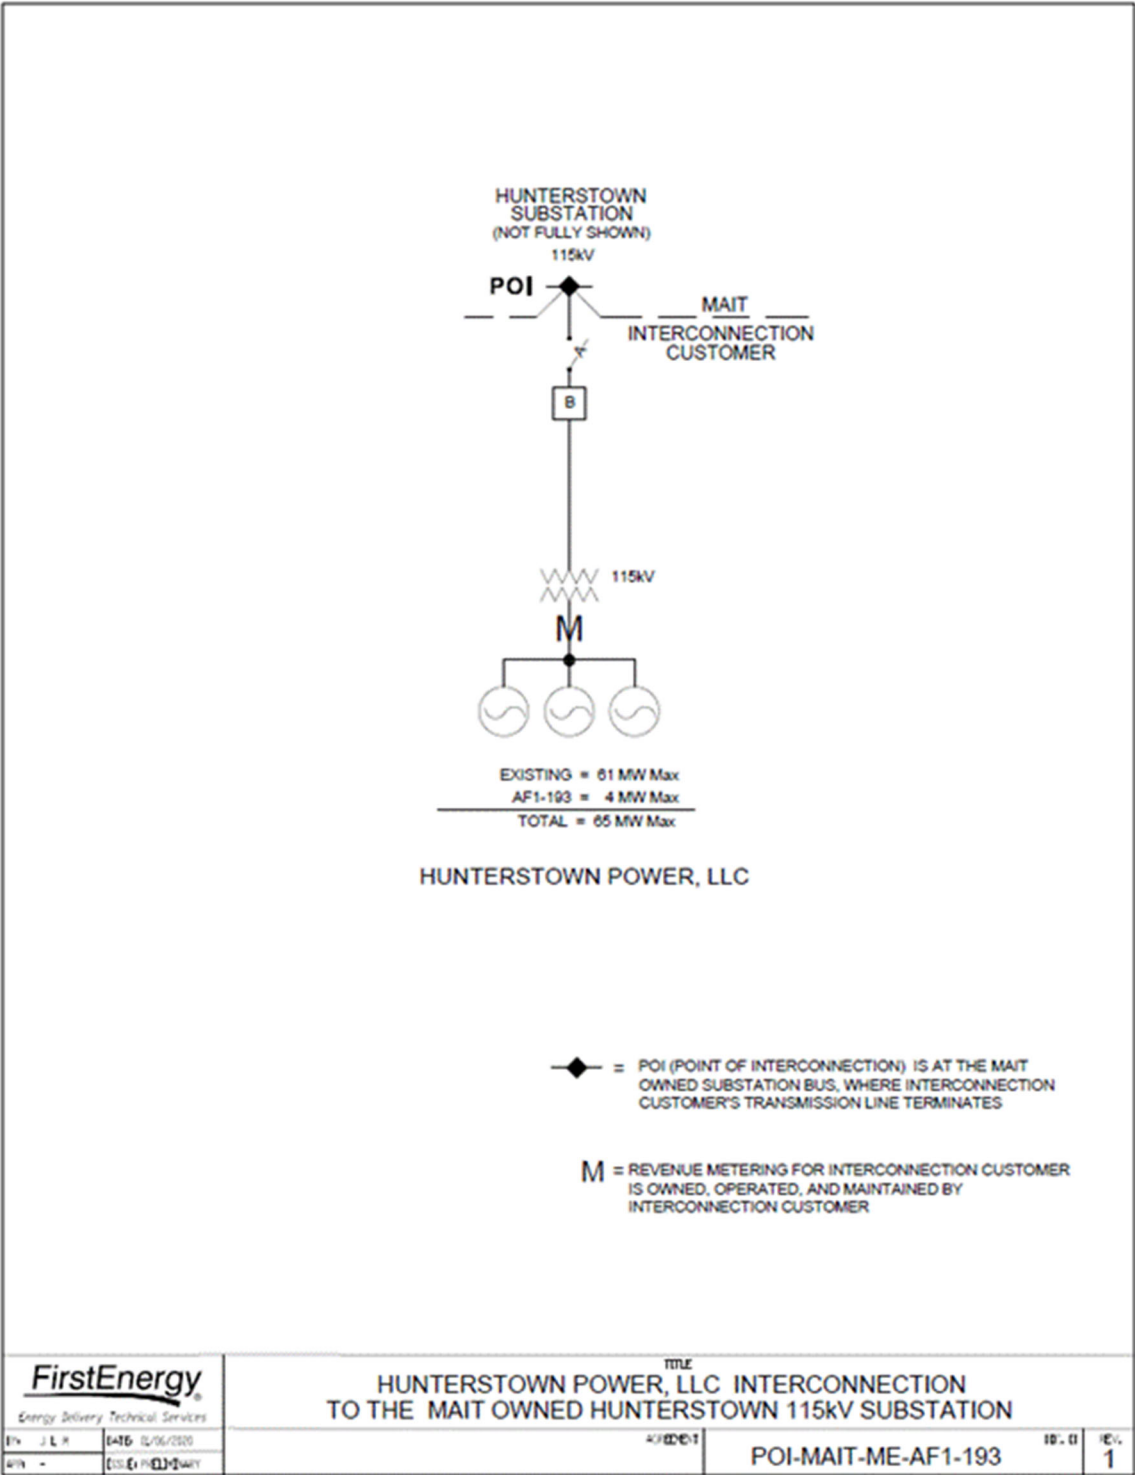 HUNTERSTOWN
SUBSTATION
(NOT FULLY SHOWN)
115kV
POI
MAIT
INTERCONNECTION
CUSTOMER
B
115kV
M
EXISTING = 61 MW Max
AF1-193 = 4 MW Max
TOTAL = 65 MW Max
HUNTERSTOWN POWER, LLC
= POI (POINT OF INTERCONNECTION) IS AT THE MAIT
OWNED SUBSTATION BUS, WHERE INTERCONNECTION
CUSTOMER'S TRANSMISSION LINE TERMINATES
M = REVENUE METERING FOR INTERCONNECTION CUSTOMER
IS OWNED, OPERATED, AND MAINTAINED BY
INTERCONNECTION CUSTOMER
FirstEnergy®
Energy Delivery Technical Services
TITLE
HUNTERSTOWN POWER, LLC INTERCONNECTION
TO THE MAIT OWNED HUNTERSTOWN 115kV SUBSTATION
DATE
AGREEMENT
POI-MAIT-ME-AF1-193
REV.
1